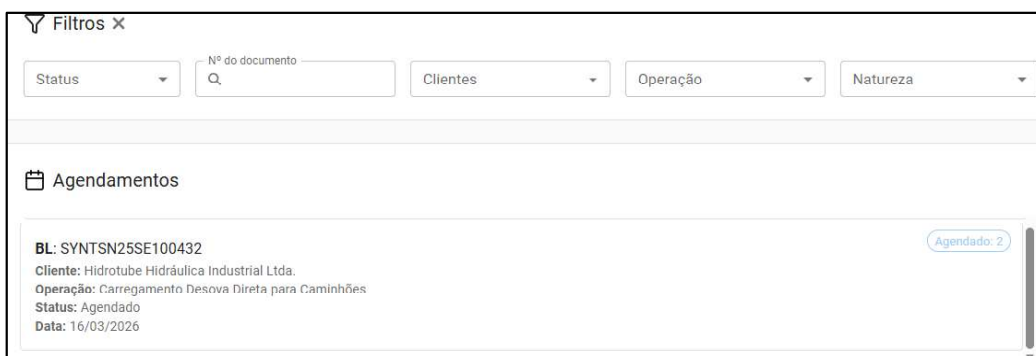 Filtros ×
Status
Nº do documento
Clientes
Operação
Natureza
Agendamentos
BL: SYNTSN25SE100432
Agendado: 2
Cliente: Hidrotube Hidráulica Industrial Ltda.
Operação: Carregamento Desova Direta para Caminhões
Status: Agendado
Data: 16/03/2026